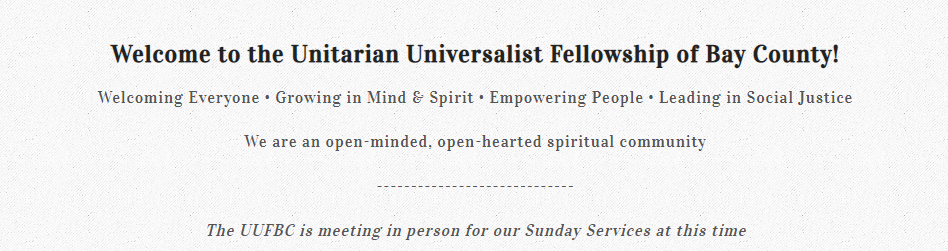 Welcome to the Unitarian Universalist Fellowship of Bay County!
Welcoming Everyone • Growing in Mind & Spirit • Empowering People • Leading in Social Justice
We are an open-minded, open-hearted spiritual community
------------------------------
The UUFBC is meeting in person for our Sunday Services at this time